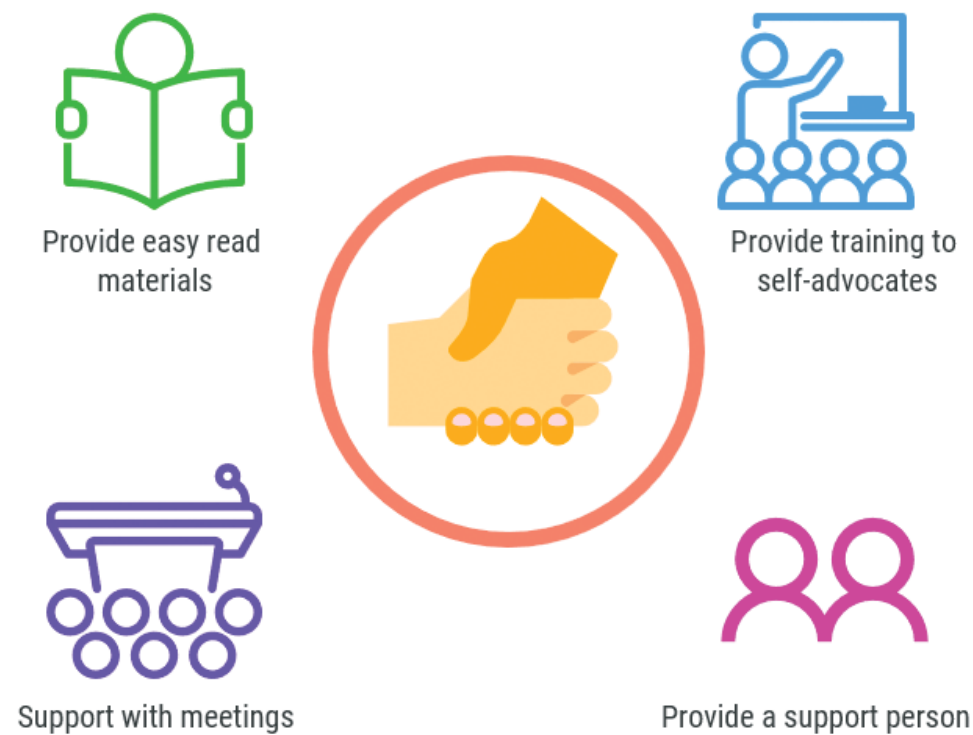 Provide easy read
materials
Provide training to
self-advocates
Support with meetings
Provide a support person